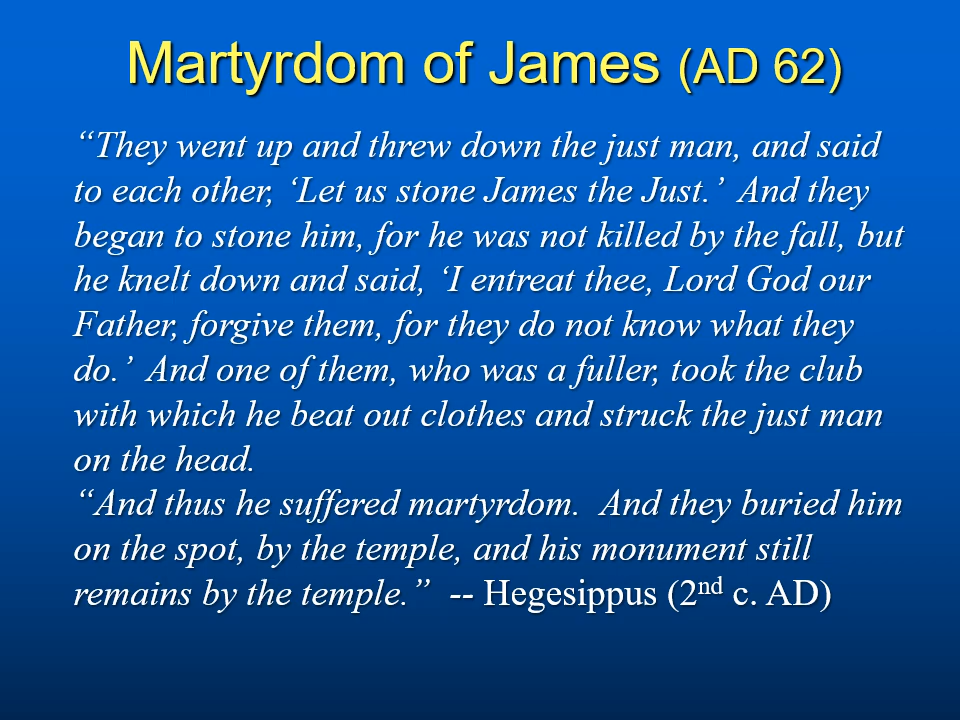 Martyrdom of James (AD 62)
“They went up and threw down the just man, and said
to each other, ‘Let us stone James the Just.’  And they
began to stone him, for he was not killed by the fall, but
he knelt down and said, ‘I entreat thee, Lord God our
Father, forgive them, for they do not know what they
do.’  And one of them, who was a fuller, took the club
with which he beat out clothes and struck the just man
on the head.
“And thus he suffered martyrdom.  And they buried him
on the spot, by the temple, and his monument still
remains by the temple.”  -- Hegesippus (2nd c. AD)